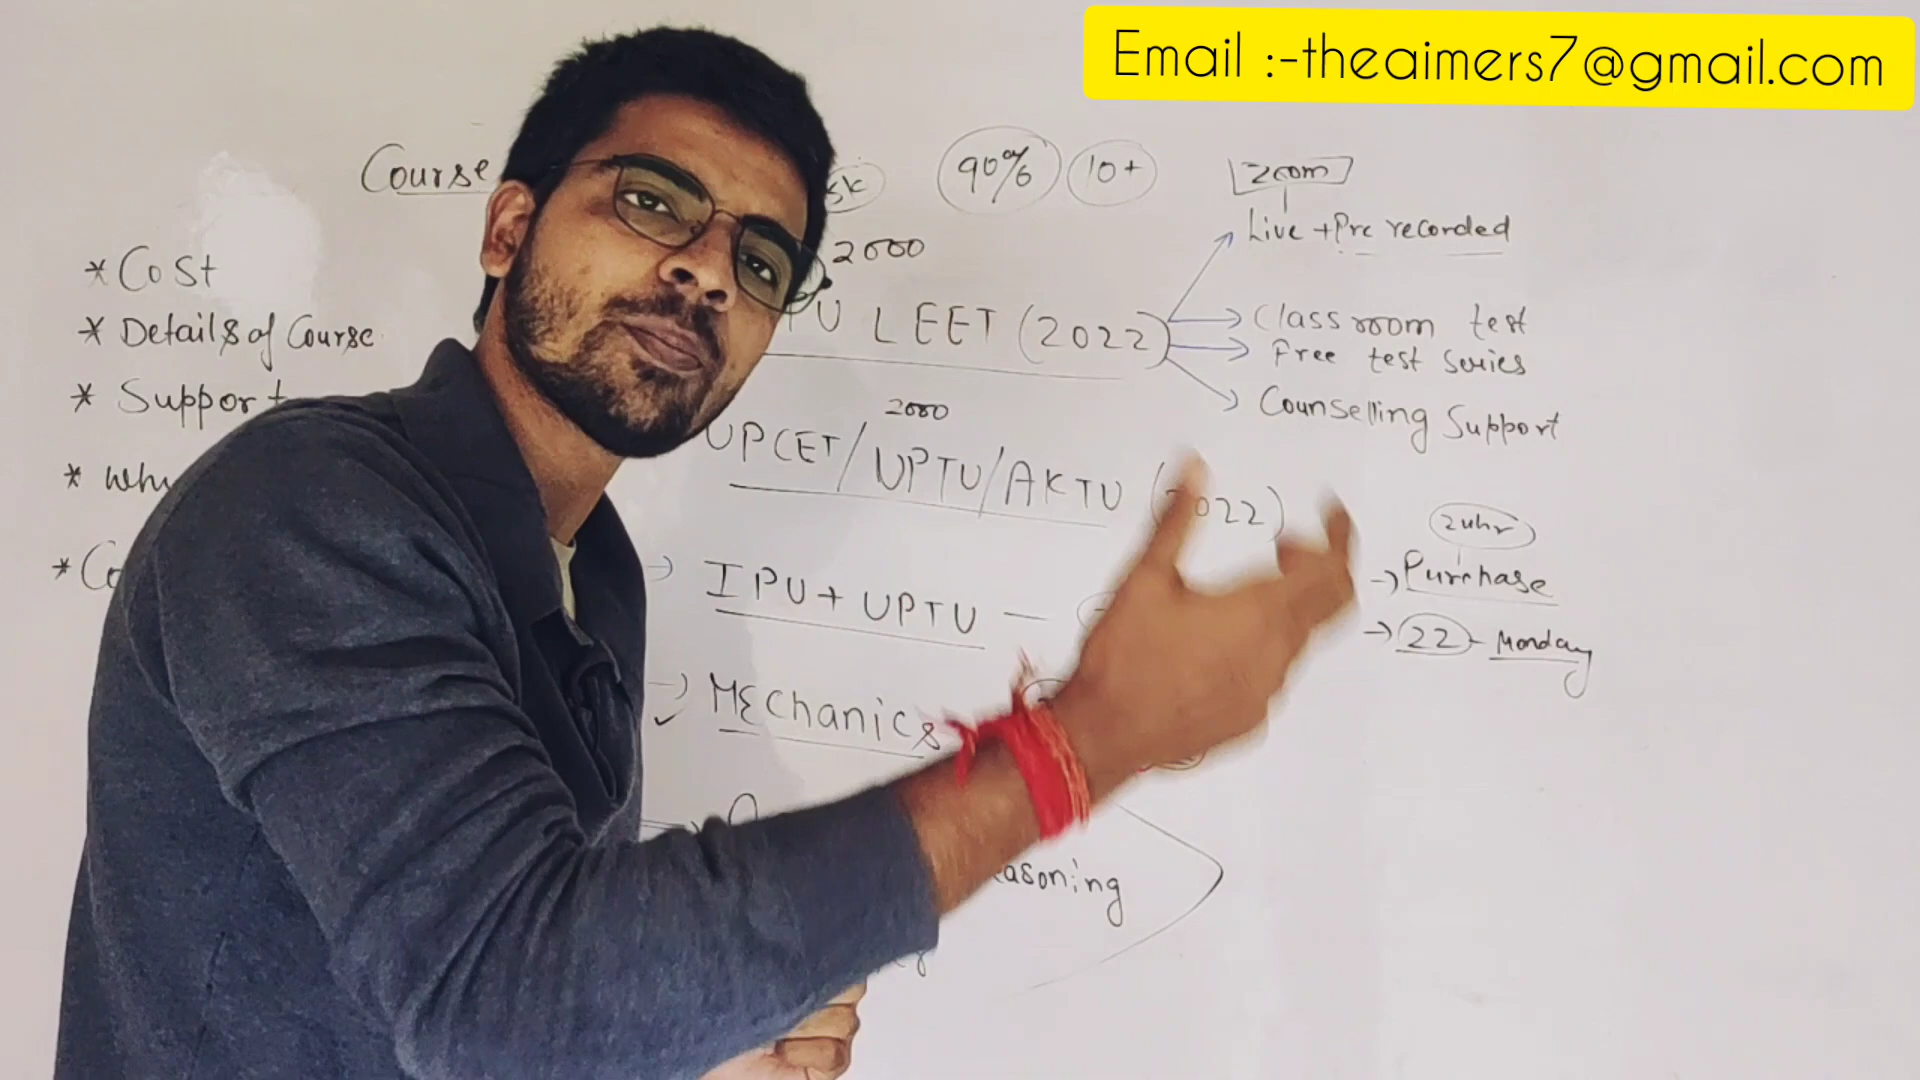 Email :-theaimers7@gmail.com
Course
90% 10+
Zoom
Live + Pre recorded
2000
* Cost
PU LEET (2022)
Classroom test
* Details of Course
Free test series
* Support
2000
Counselling Support
UPCET/UPTU/AKTU (2022)
* why
24hr
→ Purchase
→ IPU + UPTU —
→ 22 - Monday
→ MEchanics
easoning